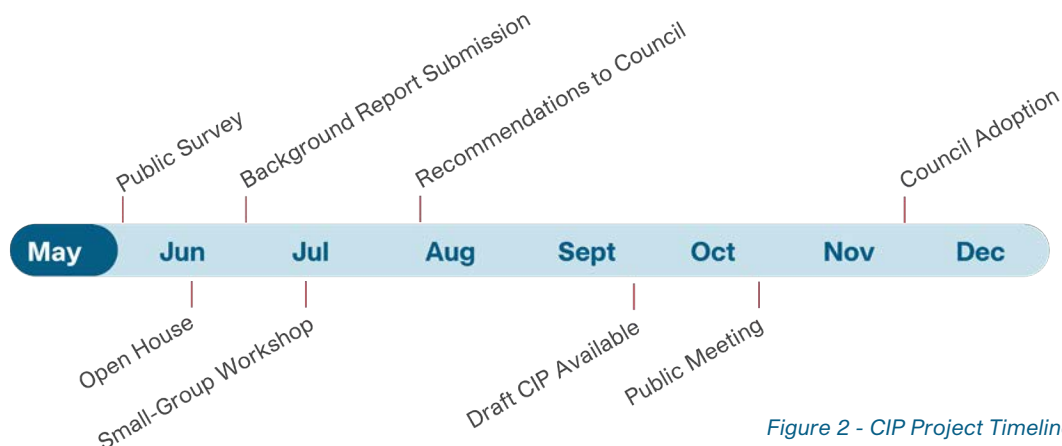 Public Survey
Background Report Submission
Recommendations to Council
Council Adoption
May Jun Jul Aug Sept Oct Nov Dec
Open House
Small-Group Workshop
Draft CIP Available
Public Meeting
Figure 2 - CIP Project Timelin